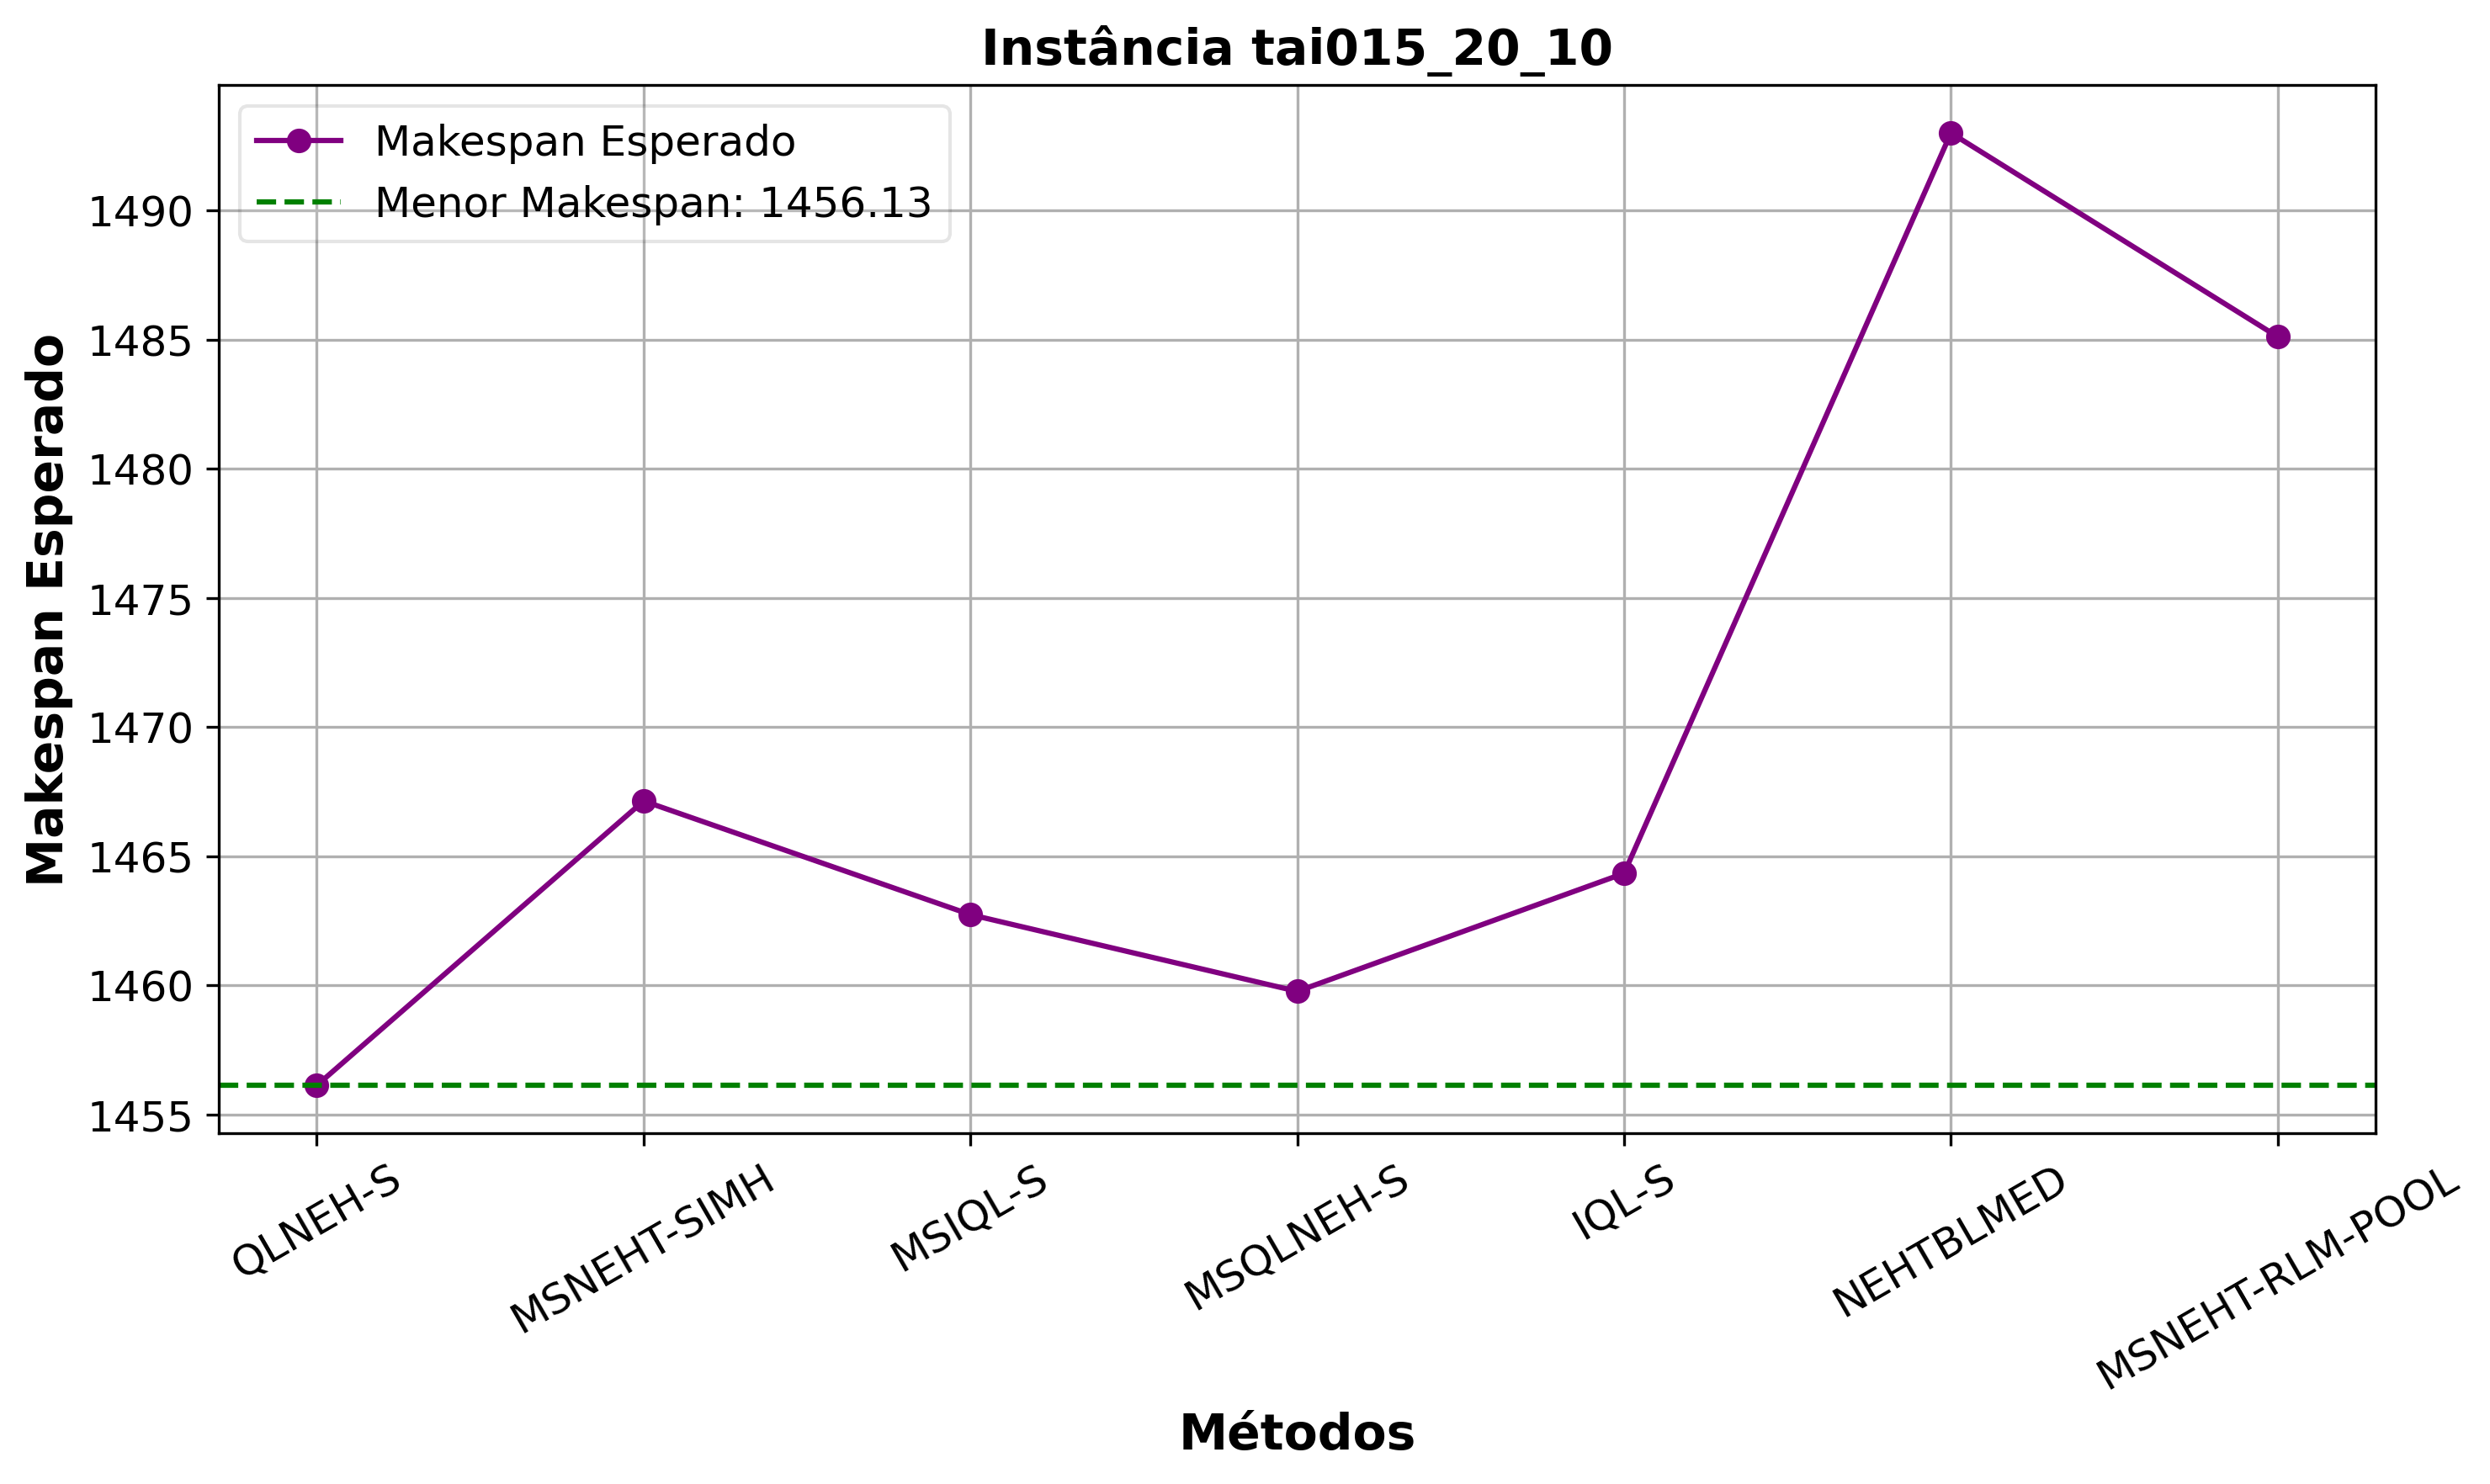 Instância tai015_20_10
Makespan Esperado
Menor Makespan: 1456.13
Makespan Esperado
1490
1485
1480
1475
1470
1465
1460
1455
QLNEH-S
MSNEHT-SIMH
MSIQL-S
MSQLNEH-S
IQL-S
NEHTBLMED
MSNEHT-RLM-POOL
Métodos